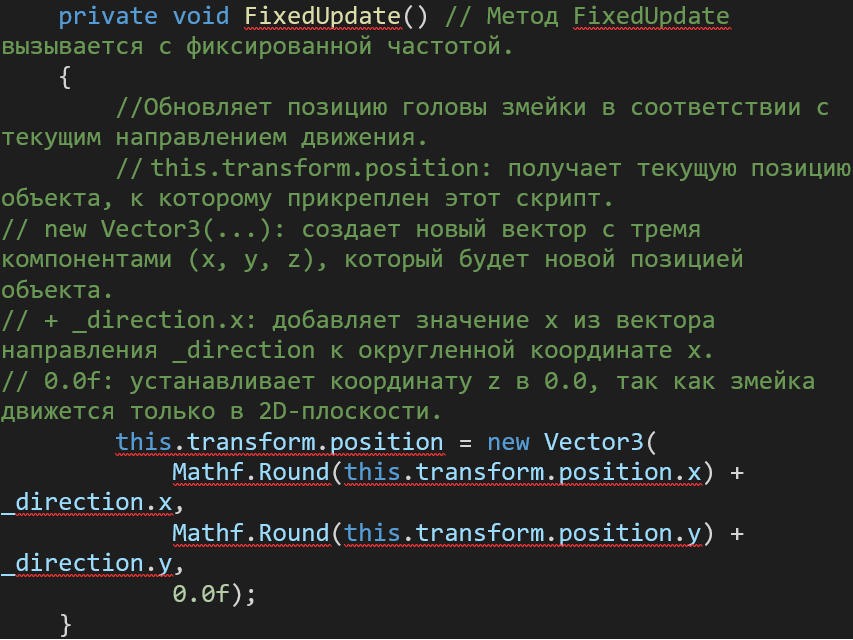 private void FixedUpdate() // Метод FixedUpdate
вызывается с фиксированной частотой.
{
//Обновляет позицию головы змейки в соответствии с
текущим направлением движения.
// this.transform.position: получает текущую позицию
объекта, к которому прикреплен этот скрипт.
// new Vector3(...): создает новый вектор с тремя
компонентами (x, y, z), который будет новой позицией
объекта.
// + _direction.x: добавляет значение x из вектора
направления _direction к округленной координате x.
// 0.0f: устанавливает координату z в 0.0, так как змейка
движется только в 2D-плоскости.
this.transform.position = new Vector3(
Mathf.Round(this.transform.position.x) +
_direction.x,
Mathf.Round(this.transform.position.y) +
_direction.y,
0.0f);
}